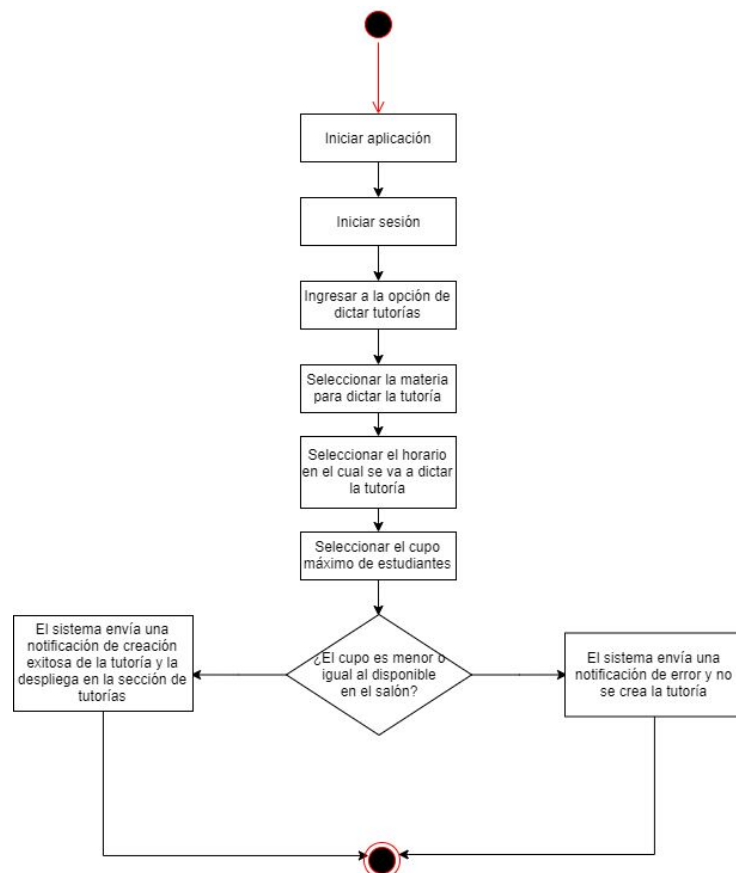 Iniciar aplicación
Iniciar sesión
Ingresar a la opción de
dictar tutorías
Seleccionar la materia
para dictar la tutoría
Seleccionar el horario
en el cual se va a dictar
la tutoría
Seleccionar el cupo
máximo de estudiantes
El sistema envía una
notificación de creación
exitosa de la tutoría y la
despliega en la sección de
tutorías
¿El cupo es menor o
igual al disponible
en el salón?
El sistema envía una
notificación de error y no
se crea la tutoría